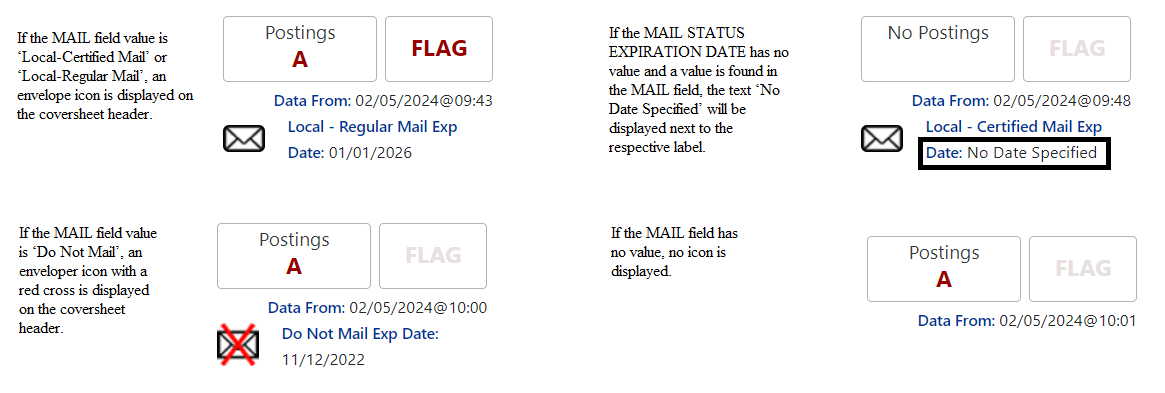 If the MAIL field value is
‘Local-Certified Mail’ or
‘Local-Regular Mail’, an
envelope icon is displayed on
the coversheet header.
Postings
A
FLAG
Data From: 02/05/2024@09:43
Local - Regular Mail Exp
Date: 01/01/2026
If the MAIL STATUS
EXPIRATION DATE has no
value and a value is found in
the MAIL field, the text ‘No
Date Specified’ will be
displayed next to the
respective label.
No Postings
FLAG
Data From: 02/05/2024@09:48
Local - Certified Mail Exp
Date: No Date Specified
If the MAIL field value
is ‘Do Not Mail’, an
enveloper icon with a
red cross is displayed
on the coversheet
header.
Postings
A
FLAG
Data From: 02/05/2024@10:00
Do Not Mail Exp Date:
11/12/2022
If the MAIL field has
no value, no icon is
displayed.
Postings
A
FLAG
Data From: 02/05/2024@10:01